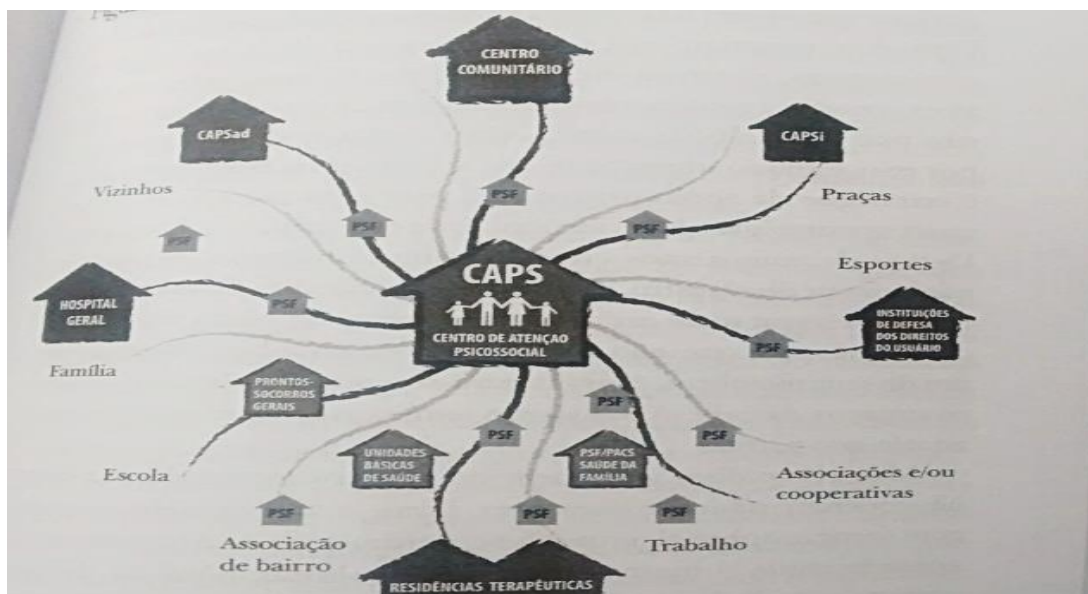 CENTRO
COMUNITÁRIO
CAPSad
CAPSi
Vizinhos
PSF
PSF
PSF
PSF
Praças
CAPS
CENTRO DE ATENÇÃO
PSICOSSOCIAL
Esportes
HOSPITAL
GERAL
PSF
INSTITUIÇÕES
DE DEFESA
DOS DIREITOS
DO USUÁRIO
PSF
Família
PRONTOS-
SOCORROS
GERAIS
PSF
PSF
PSF
Escola
UNIDADES
BÁSICAS
DE SAÚDE
PSF/PACS
SAÚDE DA
FAMÍLIA
Associações e/ou
cooperativas
PSF
PSF
PSF
Associação
de bairro
Trabalho
RESIDÊNCIAS TERAPÊUTICAS